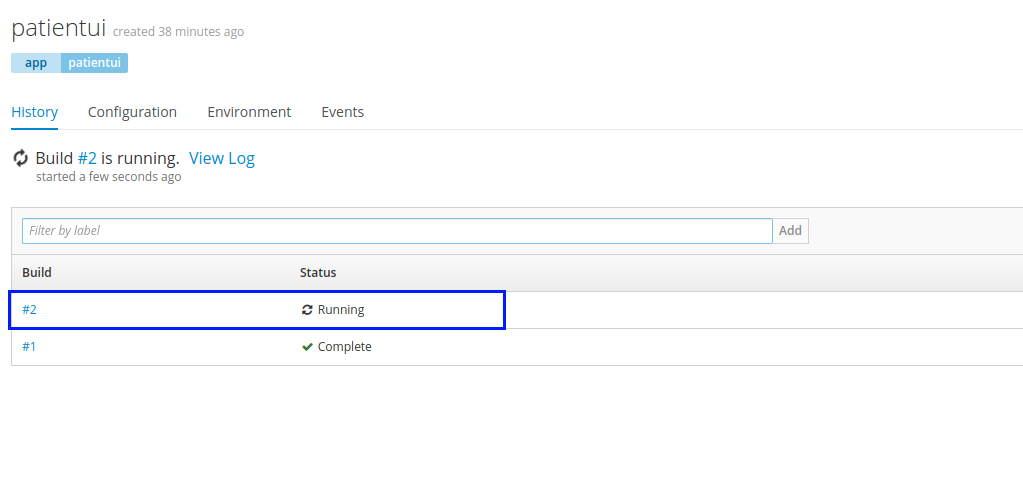 patientui created 38 minutes ago
app patientui
History Configuration Environment Events
Build #2 is running. View Log
started a few seconds ago
Filter by label Add
Build Status
#2 Running
#1 Complete